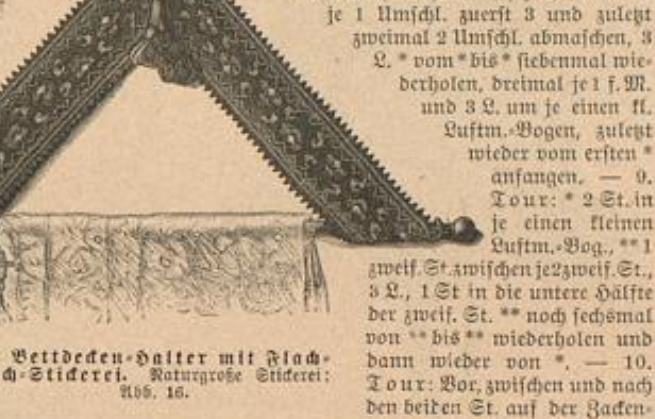 je 1 Umſchl. zuerſt 3 und zuletzt
zweimal 2 Umſchl. abmaſchen, 3
L. * vom * bis * ſiebenmal wie-
derholen, dreimal je 1 f. M.
und 3 L. um je einen kl.
Luftm.-Bogen, zuletzt
wieder vom erſten *
anfangen. — 9.
Tour: * 2 St. in
je einen kleinen
Luftm.-Bog., ** 1
zweif. St. zwiſchen je 2 zweif. St.,
3 L., 1 St in die untere Hälfte
der zweif. St. ** noch ſechsmal
von ** bis ** wiederholen und
dann wieder von *. — 10.
Tour: Vor, zwiſchen und nach
den beiden St. auf der Zacken-
Bettdecken-Halter mit Flach-
ch-Stickerei. Naturgroße Stickerei:
Abb. 16.